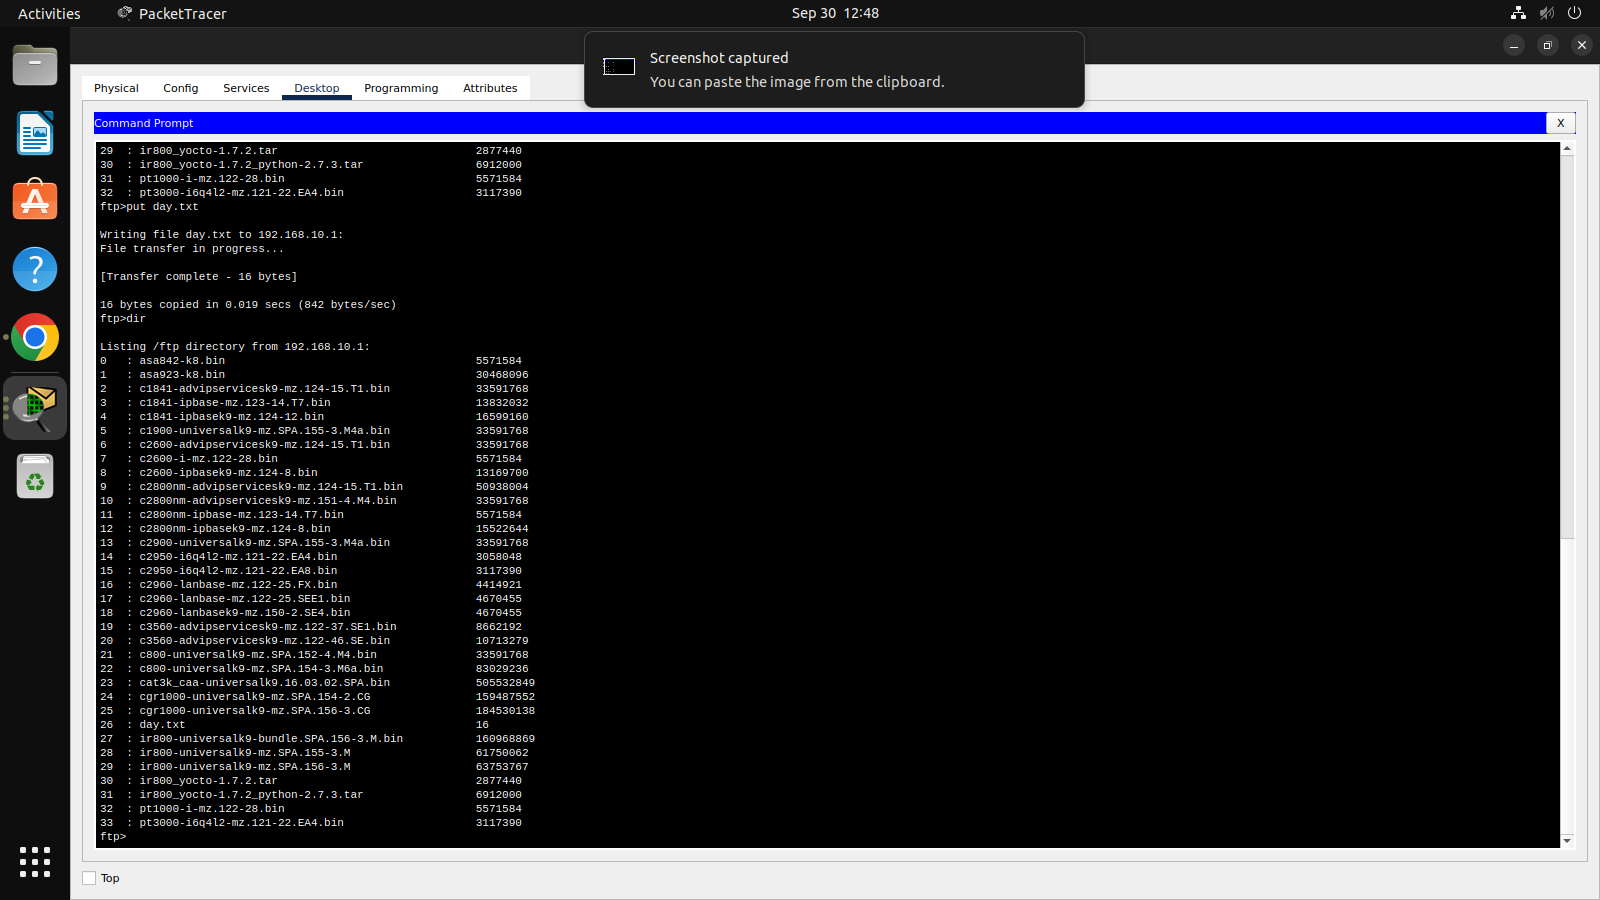 Activities PacketTracer Sep 30 12:48
Screenshot captured
You can paste the image from the clipboard.
Physical Config Services Desktop Programming Attributes
Command Prompt X
29 : ir800_yocto-1.7.2.tar 2877440
30 : ir800_yocto-1.7.2_python-2.7.3.tar 6912000
31 : pt1000-i-mz.122-28.bin 5571584
32 : pt3000-i6q4l2-mz.121-22.EA4.bin 3117390
ftp>put day.txt
Writing file day.txt to 192.168.10.1:
File transfer in progress...
[Transfer complete - 16 bytes]
16 bytes copied in 0.019 secs (842 bytes/sec)
ftp>dir
Listing /ftp directory from 192.168.10.1:
0 : asa842-k8.bin 5571584
1 : asa923-k8.bin 30468096
2 : c1841-advipservicesk9-mz.124-15.T1.bin 33591768
3 : c1841-ipbase-mz.123-14.T7.bin 13832032
4 : c1841-ipbasek9-mz.124-12.bin 16599160
5 : c1900-universalk9-mz.SPA.155-3.M4a.bin 33591768
6 : c2600-advipservicesk9-mz.124-15.T1.bin 33591768
7 : c2600-i-mz.122-28.bin 5571584
8 : c2600-ipbasek9-mz.124-8.bin 13169700
9 : c2800nm-advipservicesk9-mz.124-15.T1.bin 50938004
10 : c2800nm-advipservicesk9-mz.151-4.M4.bin 33591768
11 : c2800nm-ipbase-mz.123-14.T7.bin 5571584
12 : c2800nm-ipbasek9-mz.124-8.bin 15522644
13 : c2900-universalk9-mz.SPA.155-3.M4a.bin 33591768
14 : c2950-i6q4l2-mz.121-22.EA4.bin 3058048
15 : c2950-i6q4l2-mz.121-22.EA8.bin 3117390
16 : c2960-lanbase-mz.122-25.FX.bin 4414921
17 : c2960-lanbase-mz.122-25.SEE1.bin 4670455
18 : c2960-lanbasek9-mz.150-2.SE4.bin 4670455
19 : c3560-advipservicesk9-mz.122-37.SE1.bin 8662192
20 : c3560-advipservicesk9-mz.122-46.SE.bin 10713279
21 : c800-universalk9-mz.SPA.152-4.M4.bin 33591768
22 : c800-universalk9-mz.SPA.154-3.M6a.bin 83029236
23 : cat3k_caa-universalk9.16.03.02.SPA.bin 505532849
24 : cgr1000-universalk9-mz.SPA.154-2.CG 159487552
25 : cgr1000-universalk9-mz.SPA.156-3.CG 184530138
26 : day.txt 16
27 : ir800-universalk9-bundle.SPA.156-3.M.bin 160968869
28 : ir800-universalk9-mz.SPA.155-3.M 61750062
29 : ir800-universalk9-mz.SPA.156-3.M 63753767
30 : ir800_yocto-1.7.2.tar 2877440
31 : ir800_yocto-1.7.2_python-2.7.3.tar 6912000
32 : pt1000-i-mz.122-28.bin 5571584
33 : pt3000-i6q4l2-mz.121-22.EA4.bin 3117390
ftp>
Top